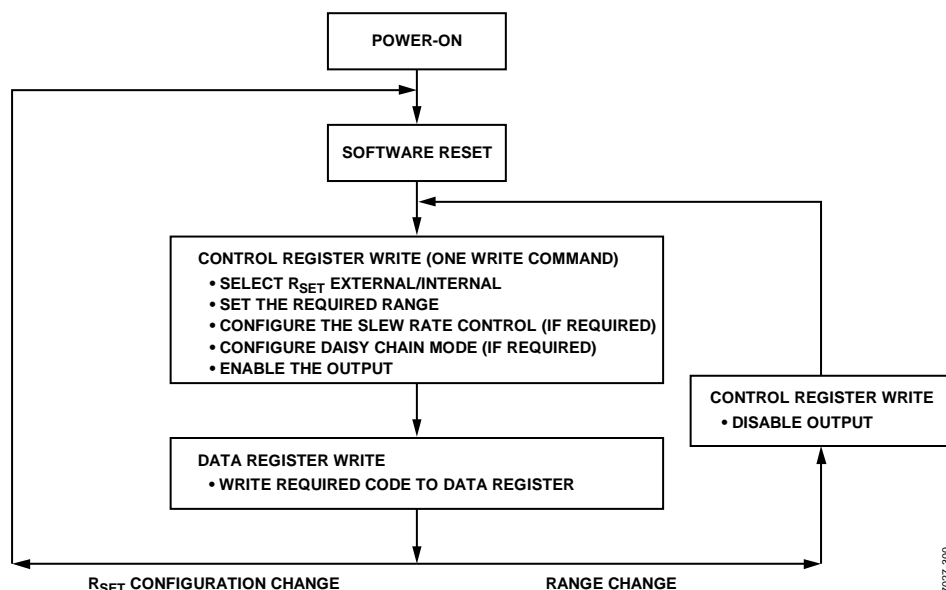 POWER-ON
SOFTWARE RESET
CONTROL REGISTER WRITE (ONE WRITE COMMAND)
• SELECT RSET EXTERNAL/INTERNAL
• SET THE REQUIRED RANGE
• CONFIGURE THE SLEW RATE CONTROL (IF REQUIRED)
• CONFIGURE DAISY CHAIN MODE (IF REQUIRED)
• ENABLE THE OUTPUT
CONTROL REGISTER WRITE
• DISABLE OUTPUT
DATA REGISTER WRITE
• WRITE REQUIRED CODE TO DATA REGISTER
RSET CONFIGURATION CHANGE
RANGE CHANGE